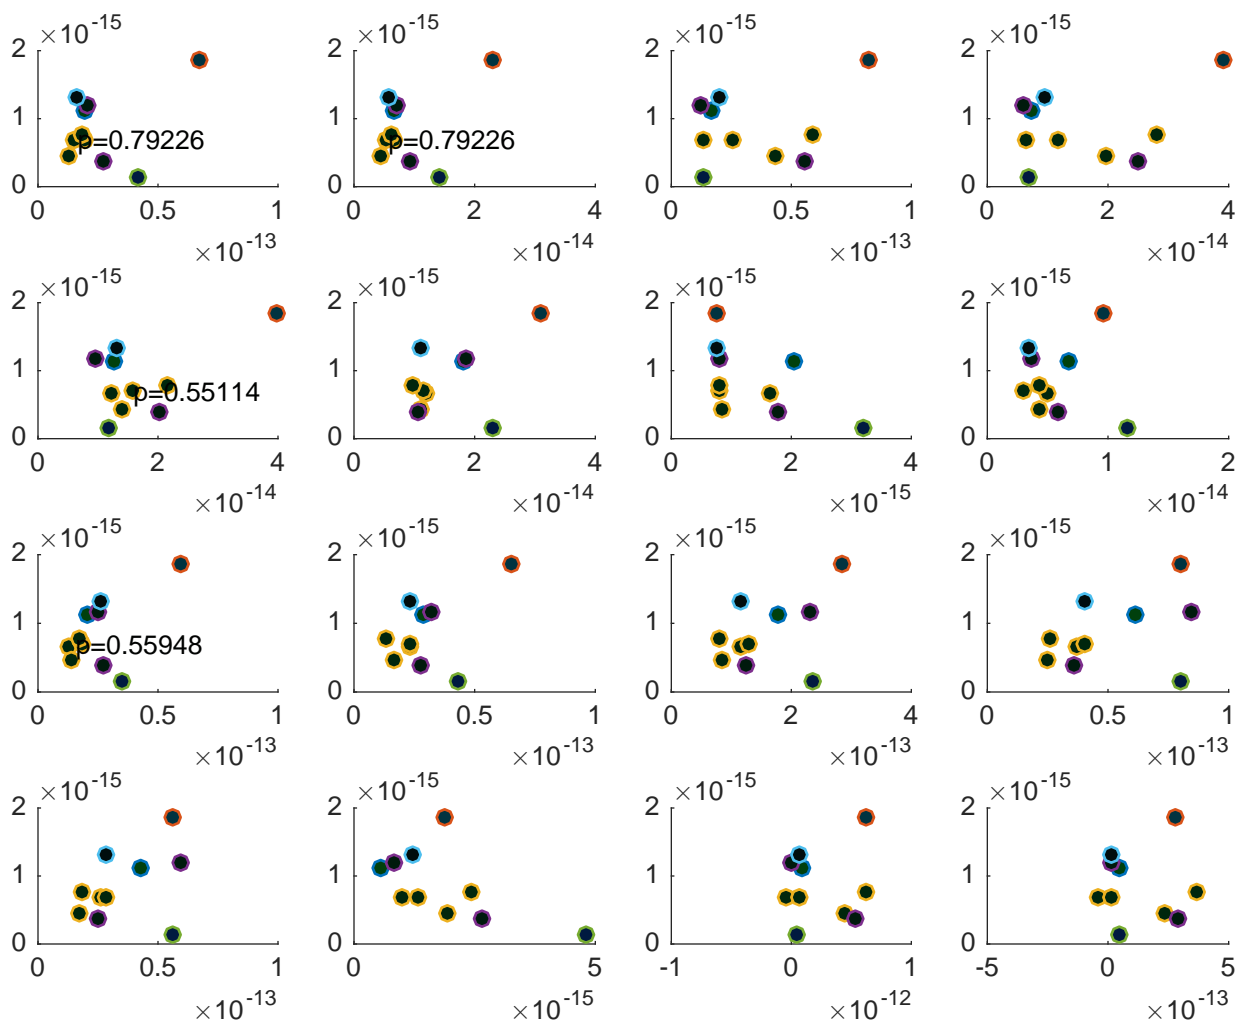 ×10-15 ×10-15 ×10-15 ×10-15
2 2 2 2
1 1 1 1
p=0.79226 p=0.79226
0 0 0 0
0 0.5 1 0 2 4 0 0.5 1 0 2 4
×10-13 ×10-14 ×10-13 ×10-14
×10-15 ×10-15 ×10-15 ×10-15
2 2 2 2
1 1 1 1
p=0.55114
0 0 0 0
0 2 4 0 2 4 0 2 4 0 1 2
×10-14 ×10-14 ×10-15 ×10-14
×10-15 ×10-15 ×10-15 ×10-15
2 2 2 2
1 1 1 1
p=0.55948
0 0 0 0
0 0.5 1 0 0.5 1 0 2 4 0 0.5 1
×10-13 ×10-13 ×10-13 ×10-13
×10-15 ×10-15 ×10-15 ×10-15
2 2 2 2
1 1 1 1
0 0 0 0
0 0.5 1 0 5 -1 0 1 -5 0 5
×10-13 ×10-15 ×10-12 ×10-13